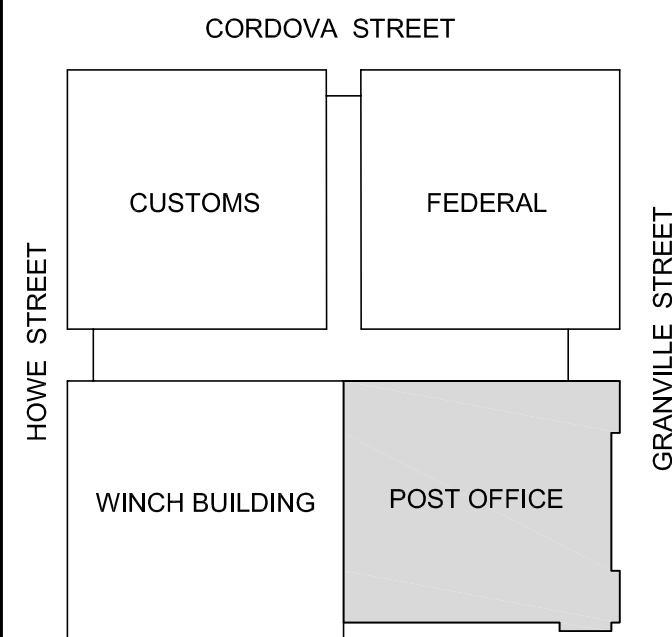 CORDOVA STREET
CUSTOMS
FEDERAL
HOWE STREET
GRANVILLE STREET
WINCH BUILDING
POST OFFICE